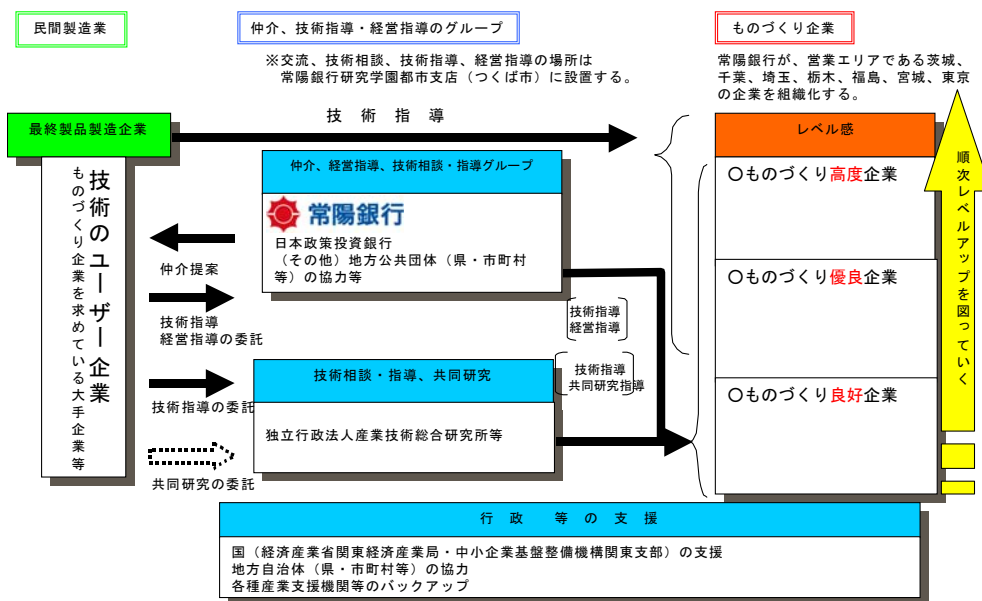 民間製造業
仲介、技術指導・経営指導のグループ
ものづくり企業
※交流、技術相談、技術指導、経営指導の場所は
常陽銀行研究学園都市支店（つくば市）に設置する。
常陽銀行が、営業エリアである茨城、
千葉、埼玉、栃木、福島、宮城、東京
の企業を組織化する。
最終製品製造企業
技術のユーザー企業
ものづくり企業を求めている大手企業等
技 術 指 導
仲介、経営指導、技術相談・指導グループ
常陽銀行
日本政策投資銀行
（その他）地方公共団体（県・市町村
等）の協力等
仲介提案
技術指導
経営指導の委託
技術指導の委託
共同研究の委託
技術指導
経営指導
技術指導
共同研究指導
技術相談・指導、共同研究
独立行政法人産業技術総合研究所等
レベル感
○ものづくり高度企業
○ものづくり優良企業
○ものづくり良好企業
順次レベルアップを図っていく
行 政 等 の 支 援
国（経済産業省関東経済産業局・中小企業基盤整備機構関東支部）の支援
地方自治体（県・市町村等）の協力
各種産業支援機関等のバックアップ